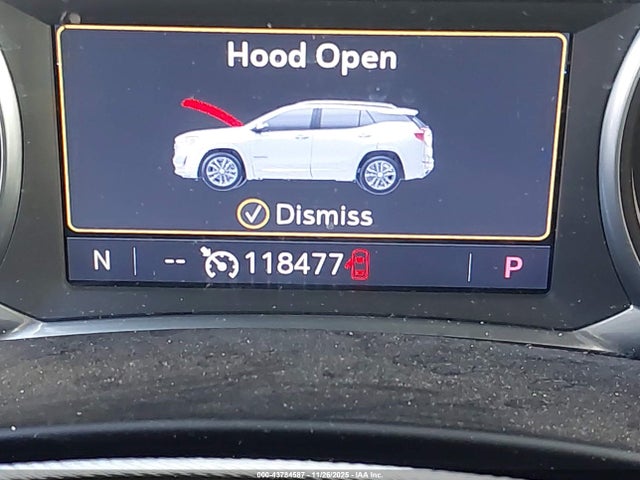 Hood Open
Dismiss
N -- 118477 P
000-43784587 - 11/26/2025 - IAA Inc.